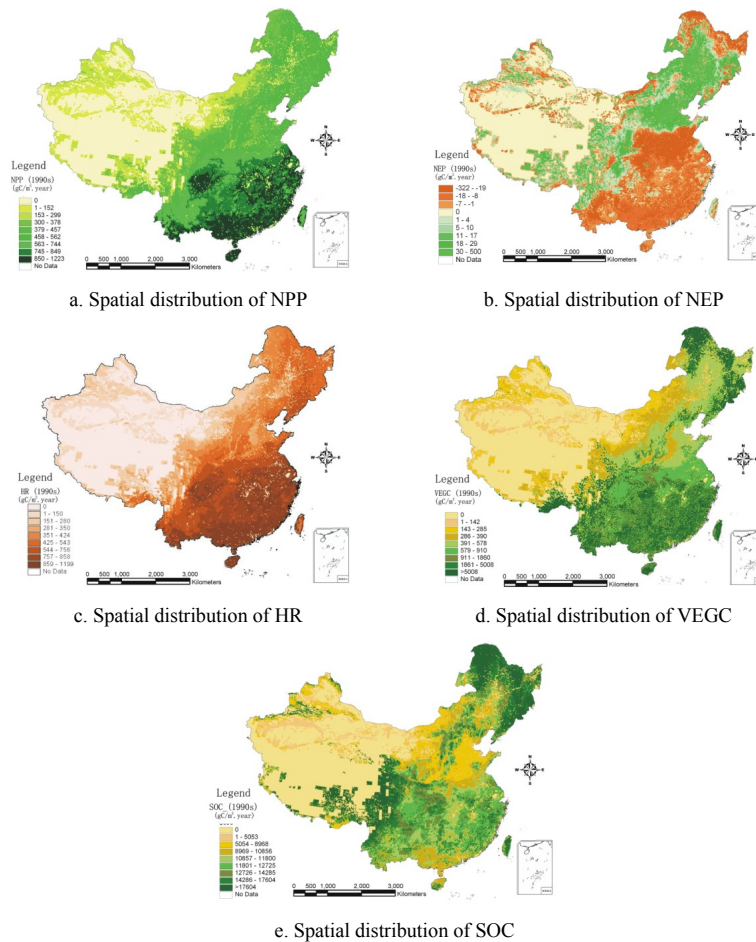 N
W E
S
Legend
NPP (1990s)
(gC/m², year)
0
1 - 152
153 - 299
300 - 378
379 - 457
458 - 562
563 - 744
745 - 849
850 - 1223
No Data
0 500 1,000 2,000 3,000
Kilometers
a. Spatial distribution of NPP
N
W E
S
Legend
NEP (1990s)
(gC/m², year)
-322 - -19
-18 - -8
-7 - -1
0
1 - 4
5 - 10
11 - 17
18 - 29
30 - 500
No Data
0 500 1,000 2,000 3,000
Kilometers
b. Spatial distribution of NEP
N
W E
S
Legend
HR (1990s)
(gC/m², year)
0
1 - 150
151 - 280
281 - 350
351 - 424
425 - 543
544 - 756
757 - 858
859 - 1199
No Data
0 500 1,000 2,000 3,000
Kilometers
c. Spatial distribution of HR
N
W E
S
Legend
VEGC (1990s)
(gC/m², year)
0
1 - 142
143 - 285
286 - 390
391 - 578
579 - 910
911 - 1860
1861 - 5008
>5008
No Data
0 500 1,000 2,000 3,000
Kilometers
d. Spatial distribution of VEGC
N
W E
S
Legend
SOC (1990s)
(gC/m², year)
0
1 - 5053
5054 - 8968
8969 - 10856
10857 - 11800
11801 - 12725
12726 - 14285
14286 - 17604
>17604
No Data
0 500 1,000 2,000 3,000
Kilometers
e. Spatial distribution of SOC